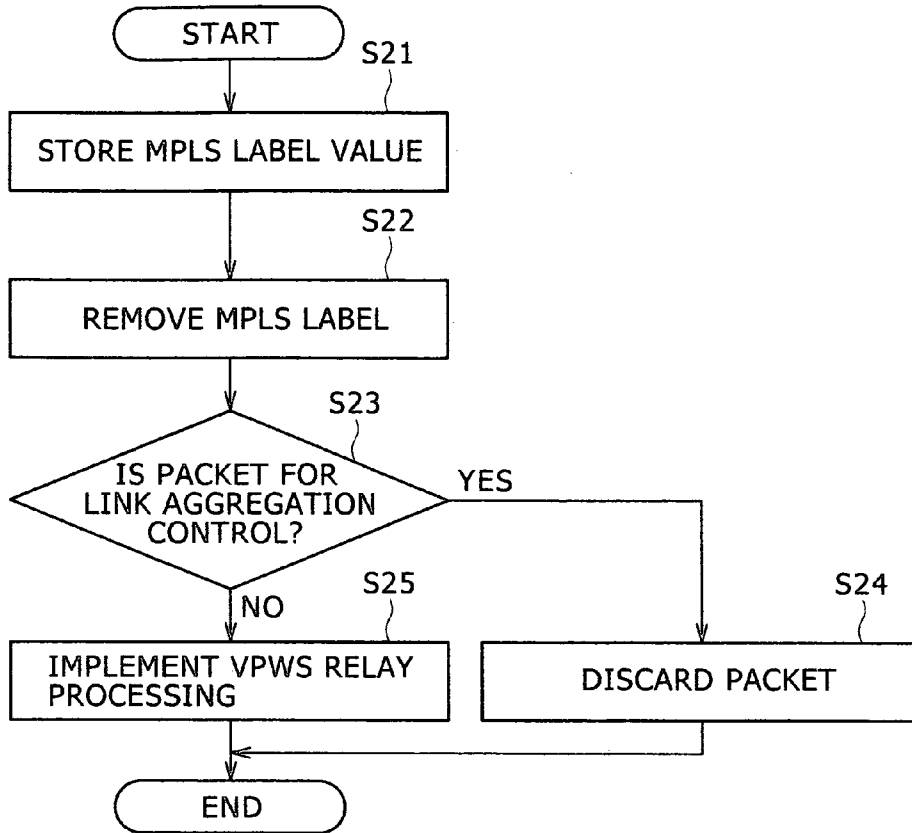 START
S21
STORE MPLS LABEL VALUE
S22
REMOVE MPLS LABEL
S23
IS PACKET FOR
LINK AGGREGATION
CONTROL?
YES
NO
S25
IMPLEMENT VPWS RELAY
PROCESSING
S24
DISCARD PACKET
END